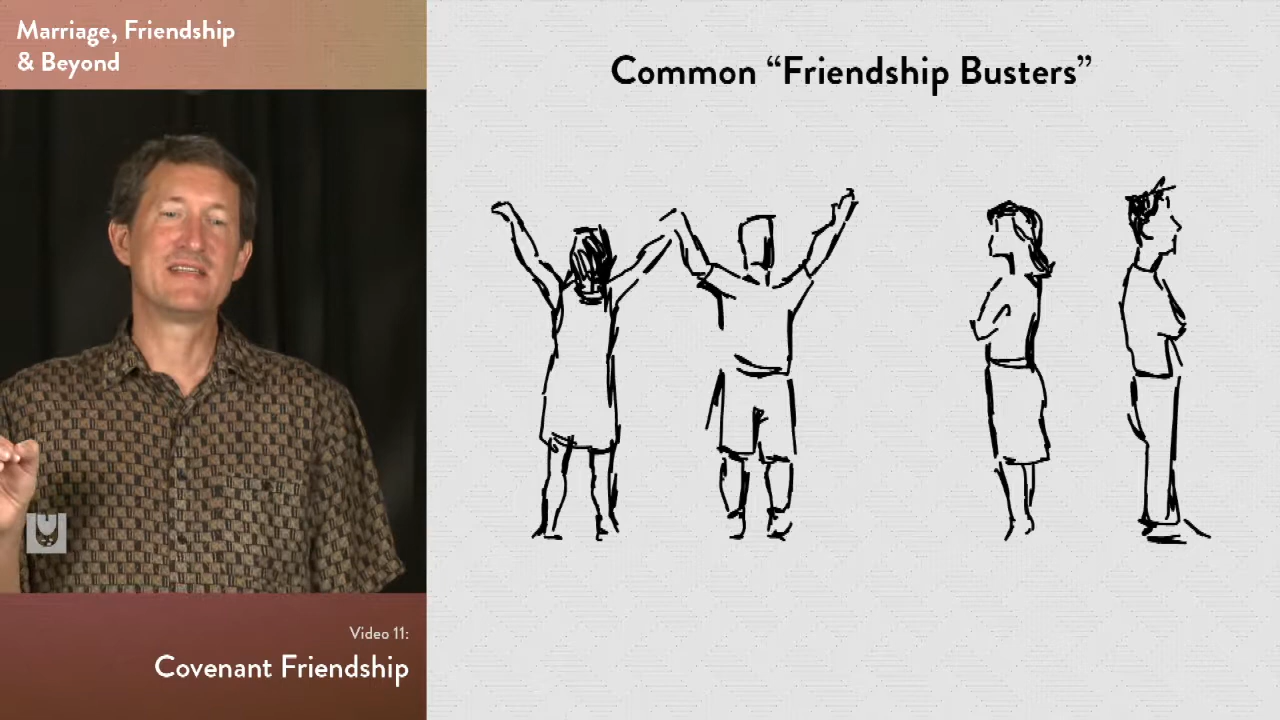 Marriage, Friendship
& Beyond
Common “Friendship Busters”
Video 11:
Covenant Friendship